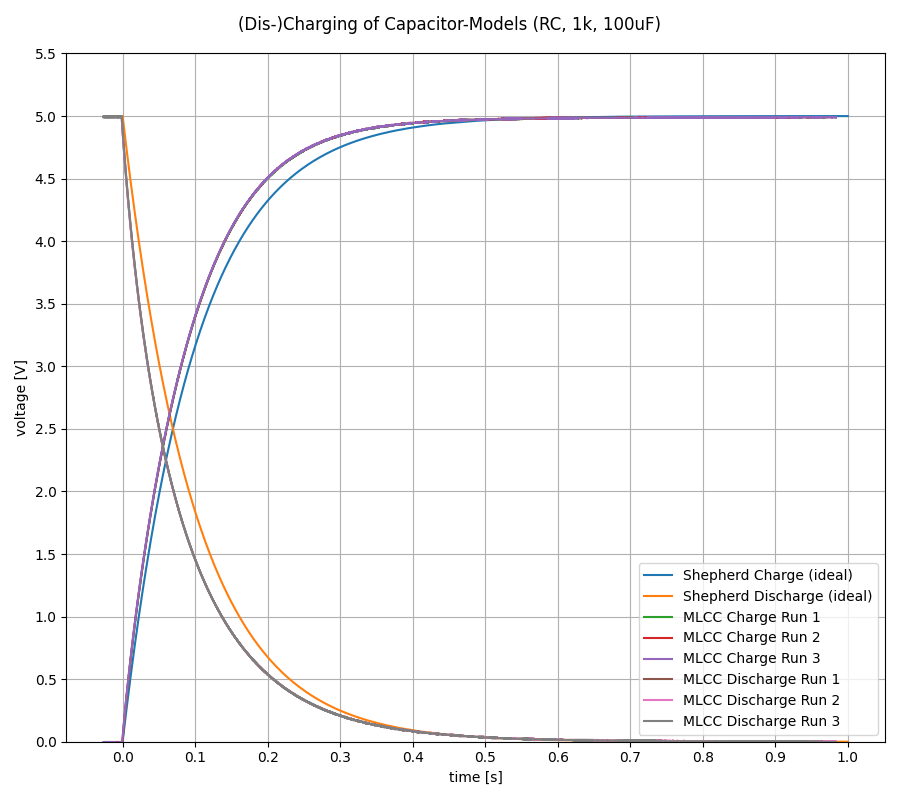 (Dis-)Charging of Capacitor-Models (RC, 1k, 100uF)
5.5
5.0
4.5
4.0
3.5
3.0
2.5
2.0
1.5
1.0
0.5
0.0
voltage [V]
Shepherd Charge (ideal)
Shepherd Discharge (ideal)
MLCC Charge Run 1
MLCC Charge Run 2
MLCC Charge Run 3
MLCC Discharge Run 1
MLCC Discharge Run 2
MLCC Discharge Run 3
0.0 0.1 0.2 0.3 0.4 0.5 0.6 0.7 0.8 0.9 1.0
time [s]